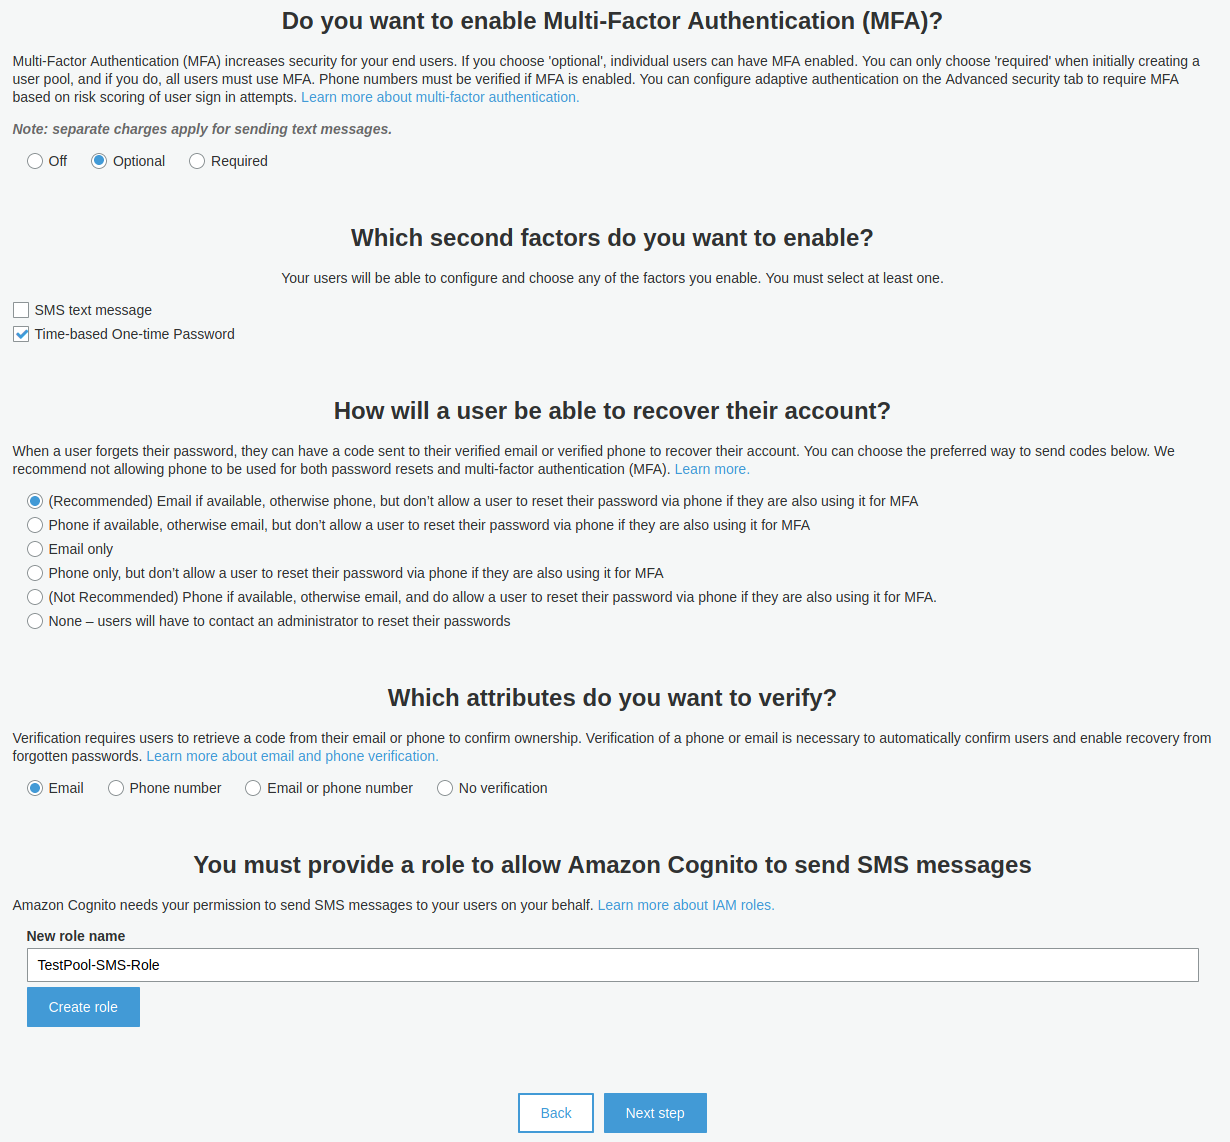 Do you want to enable Multi-Factor Authentication (MFA)?
Multi-Factor Authentication (MFA) increases security for your end users. If you choose 'optional', individual users can have MFA enabled. You can only choose 'required' when initially creating a
user pool, and if you do, all users must use MFA. Phone numbers must be verified if MFA is enabled. You can configure adaptive authentication on the Advanced security tab to require MFA
based on risk scoring of user sign in attempts. Learn more about multi-factor authentication.
Note: separate charges apply for sending text messages.
Off Optional Required
Which second factors do you want to enable?
Your users will be able to configure and choose any of the factors you enable. You must select at least one.
SMS text message
Time-based One-time Password
How will a user be able to recover their account?
When a user forgets their password, they can have a code sent to their verified email or verified phone to recover their account. You can choose the preferred way to send codes below. We
recommend not allowing phone to be used for both password resets and multi-factor authentication (MFA). Learn more.
(Recommended) Email if available, otherwise phone, but don’t allow a user to reset their password via phone if they are also using it for MFA
Phone if available, otherwise email, but don’t allow a user to reset their password via phone if they are also using it for MFA
Email only
Phone only, but don’t allow a user to reset their password via phone if they are also using it for MFA
(Not Recommended) Phone if available, otherwise email, and do allow a user to reset their password via phone if they are also using it for MFA.
None – users will have to contact an administrator to reset their passwords
Which attributes do you want to verify?
Verification requires users to retrieve a code from their email or phone to confirm ownership. Verification of a phone or email is necessary to automatically confirm users and enable recovery from
forgotten passwords. Learn more about email and phone verification.
Email Phone number Email or phone number No verification
You must provide a role to allow Amazon Cognito to send SMS messages
Amazon Cognito needs your permission to send SMS messages to your users on your behalf. Learn more about IAM roles.
New role name
TestPool-SMS-Role
Create role
Back Next step